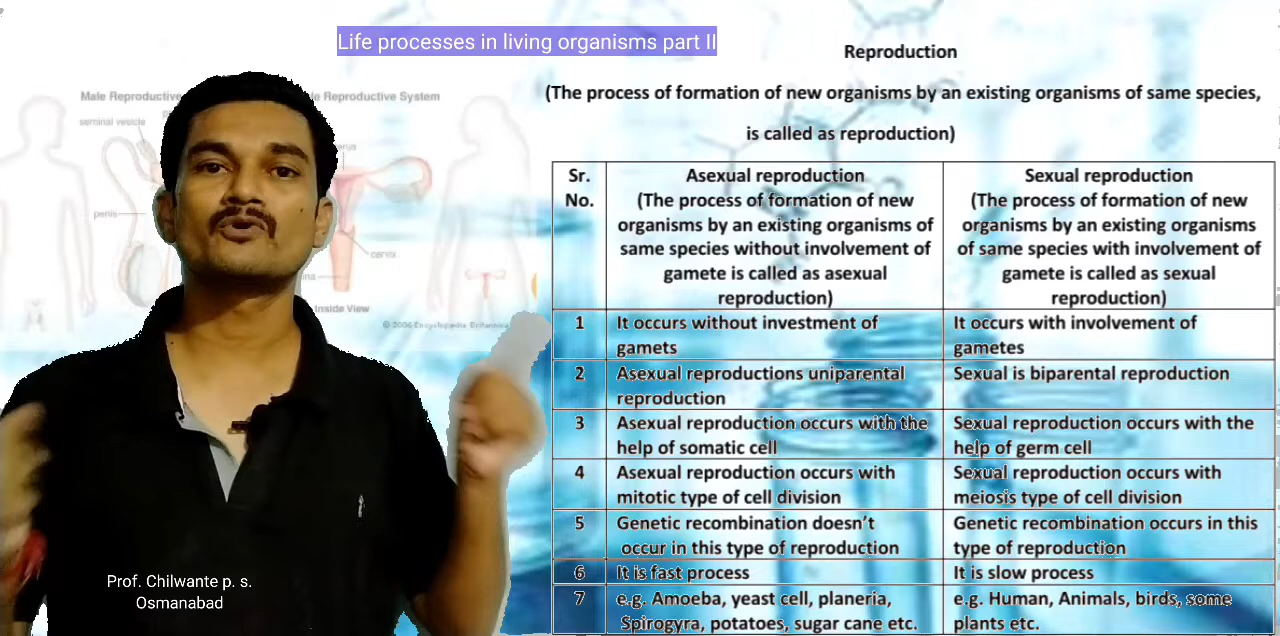 Life processes in living organisms part II
Reproduction
(The process of formation of new organisms by an existing organisms of same species,
is called as reproduction)
Male Reproductive
Reproductive System
seminal vesicle
penis
cervix
Inside View
© 2006 Encyclopædia Britannica
Sr.
No.
Asexual reproduction
(The process of formation of new
organisms by an existing organisms of
same species without involvement of
gamete is called as asexual
reproduction)
Sexual reproduction
(The process of formation of new
organisms by an existing organisms
of same species with involvement of
gamete is called as sexual
reproduction)
1
It occurs without investment of
gamets
It occurs with involvement of
gametes
2
Asexual reproductions uniparental
reproduction
Sexual is biparental reproduction
3
Asexual reproduction occurs with the
help of somatic cell
Sexual reproduction occurs with the
help of germ cell
4
Asexual reproduction occurs with
mitotic type of cell division
Sexual reproduction occurs with
meiosis type of cell division
5
Genetic recombination doesn't
occur in this type of reproduction
Genetic recombination occurs in this
type of reproduction
6
It is fast process
It is slow process
7
e.g. Amoeba, yeast cell, planeria,
Spirogyra, potatoes, sugar cane etc.
e.g. Human, Animals, birds, some
plants etc.
Prof. Chilwante p. s.
Osmanabad